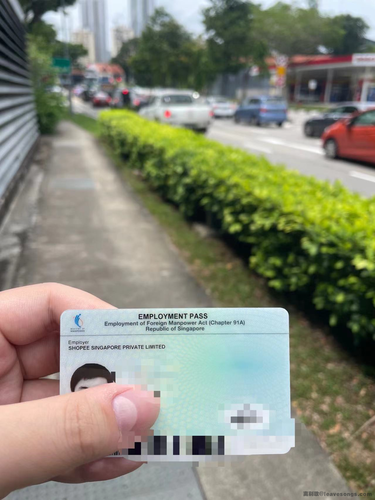 EMPLOYMENT PASS
Employment of Foreign Manpower Act (Chapter 91A)
Republic of Singapore
Employer
SHOPEE SINGAPORE PRIVATE LIMITED